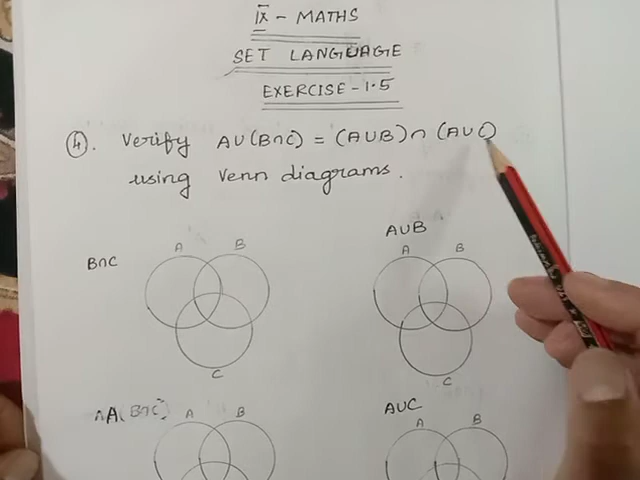 IX - MATHS
SET LANGUAGE
EXERCISE - 1.5
4. Verify A∪(B∩C) = (A∪B)∩(A∪C)
using Venn diagrams.
B∩C
A B
C
A∪B
A B
C
∩A(B∩C)
A B
A∪C
A B